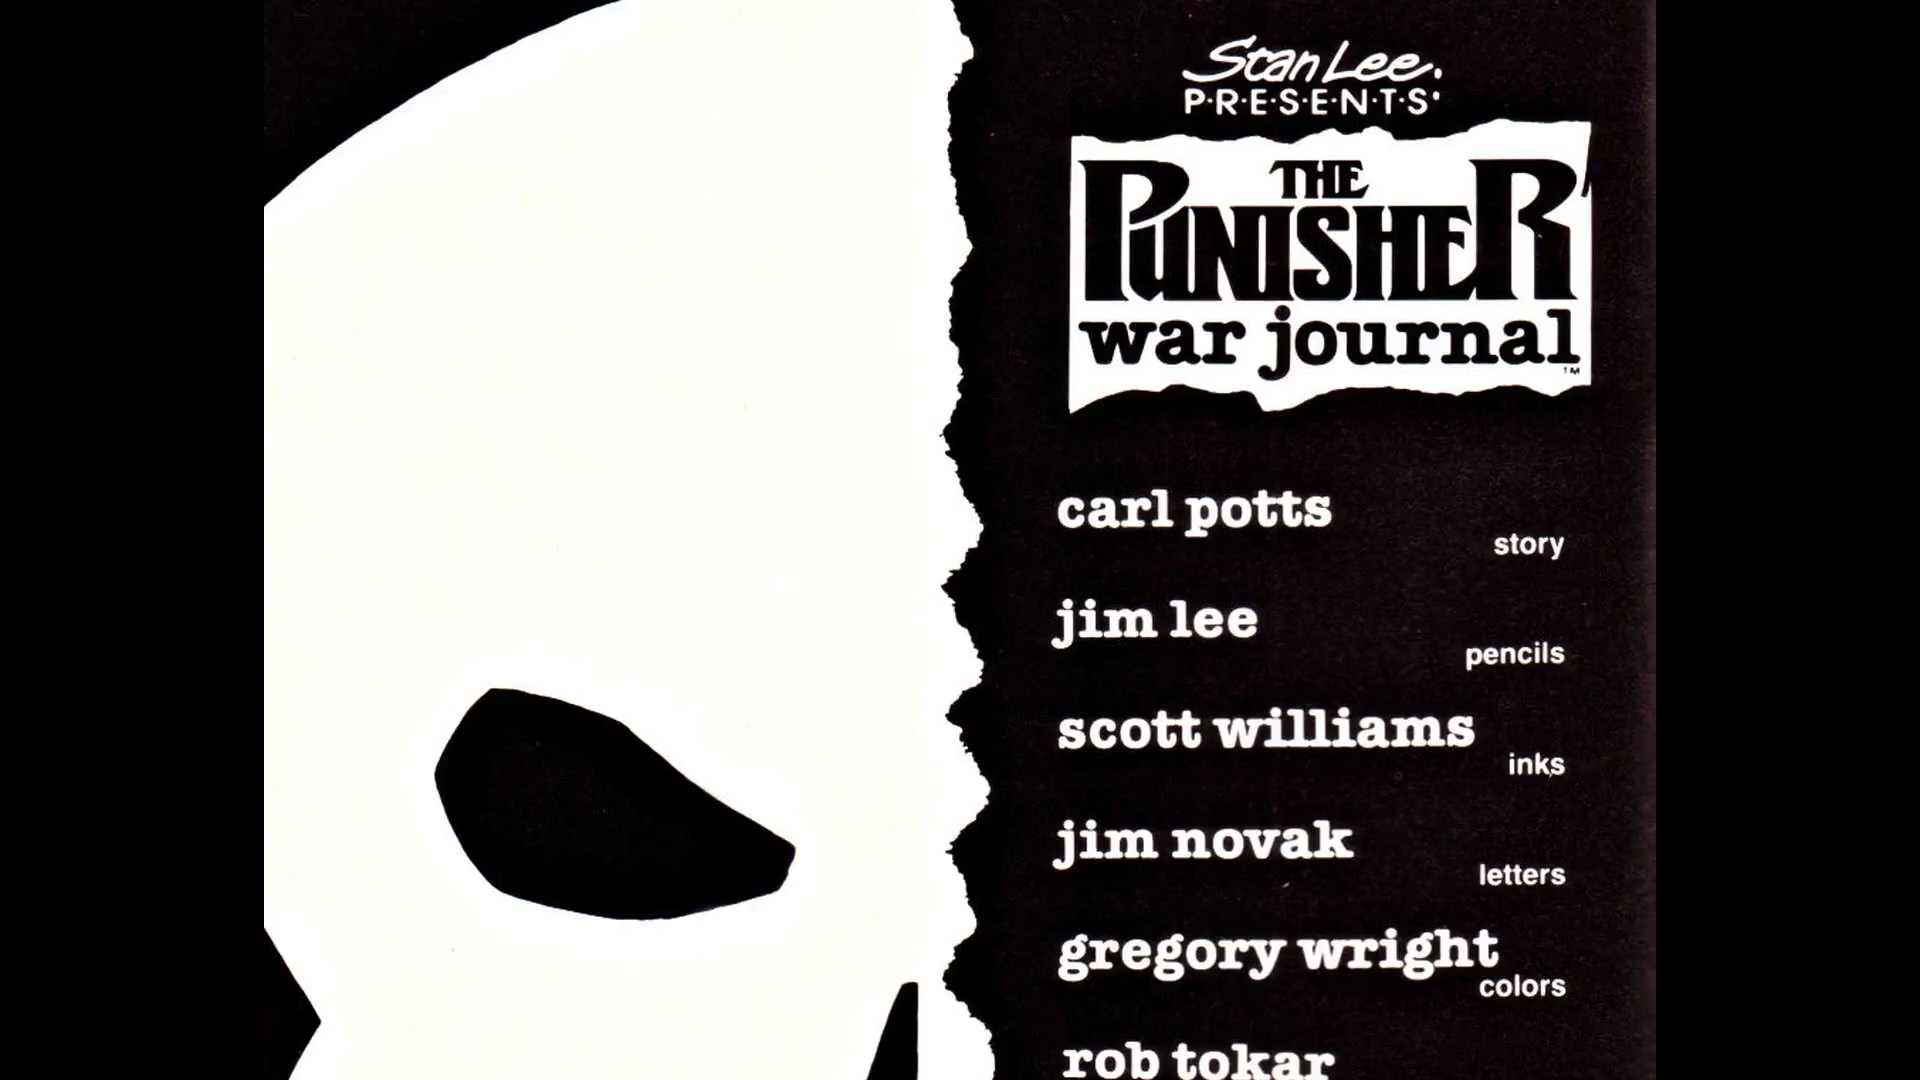 Stan Lee
P·R·E·S·E·N·T·S
THE
PUNISHER
war journal
TM
carl potts
story
jim lee
pencils
scott williams
inks
jim novak
letters
gregory wright
colors
rob tokar